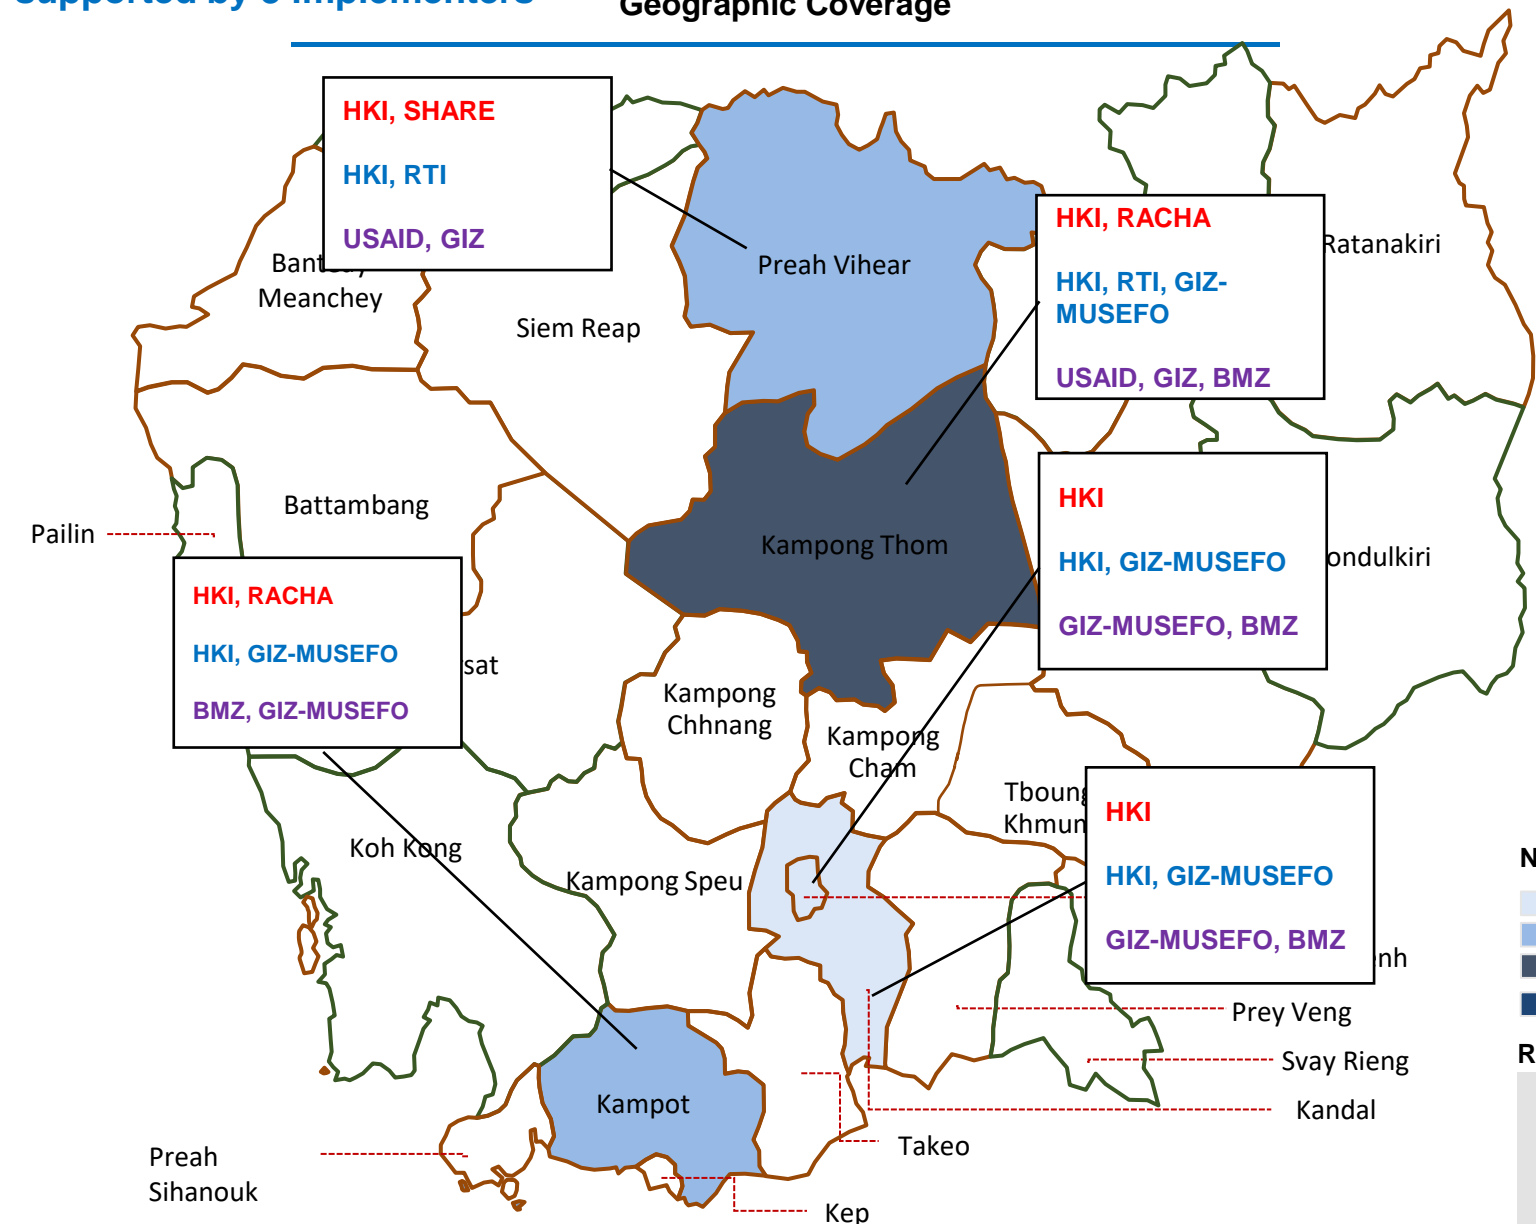 Geographic Coverage
HKI, SHARE
HKI, RTI
USAID, GIZ
HKI, RACHA
HKI, RTI, GIZ-
MUSEFO
USAID, GIZ, BMZ
Ratanakiri
Meanchey
Preah Vihear
Siem Reap
Battambang
Pailin
Kampong Thom
HKI
HKI, GIZ-MUSEFO
GIZ-MUSEFO, BMZ
ondulkiri
HKI, RACHA
HKI, GIZ-MUSEFO
BMZ, GIZ-MUSEFO
sat
Kampong
Chhnang
Kampong
Cham
Tboung
Khmun
HKI
HKI, GIZ-MUSEFO
GIZ-MUSEFO, BMZ
Koh Kong
Kampong Speu
N
enh
Prey Veng
Svay Rieng
R
Kandal
Kampot
Takeo
Preah
Sihanouk
Kep